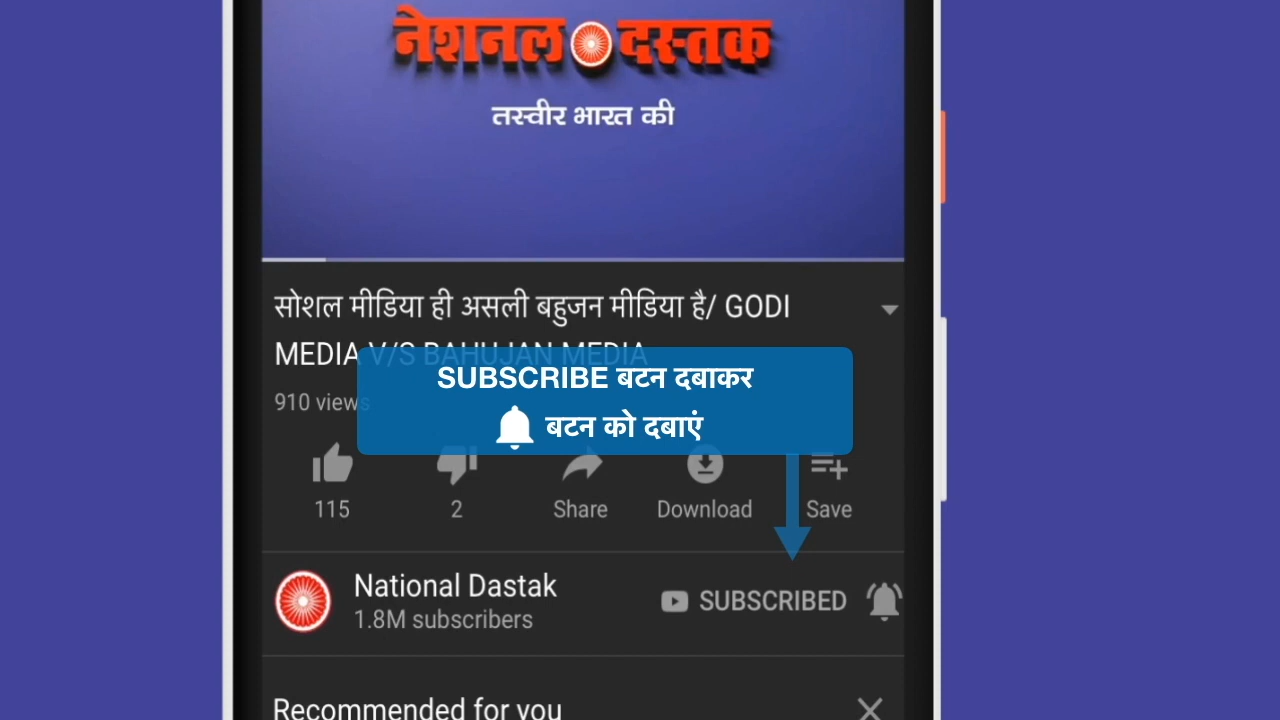 नेशनल दस्तक
तस्वीर भारत की
सोशल मीडिया ही असली बहुजन मीडिया है/ GODI
MEDIA V/S BAHUJAN MEDIA
910 views
SUBSCRIBE बटन दबाकर
बटन को दबाएं
115
2
Share
Download
Save
National Dastak
1.8M subscribers
SUBSCRIBED
Recommended for you